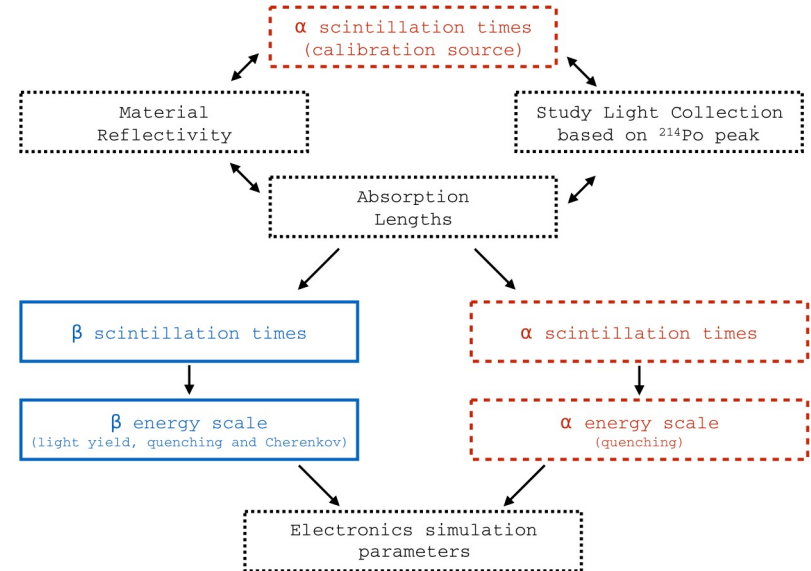 α scintillation times
(calibration source)
Material
Reflectivity
Study Light Collection
based on ²¹⁴Po peak
Absorption
Lengths
β scintillation times
α scintillation times
β energy scale
(light yield, quenching and Cherenkov)
α energy scale
(quenching)
Electronics simulation
parameters